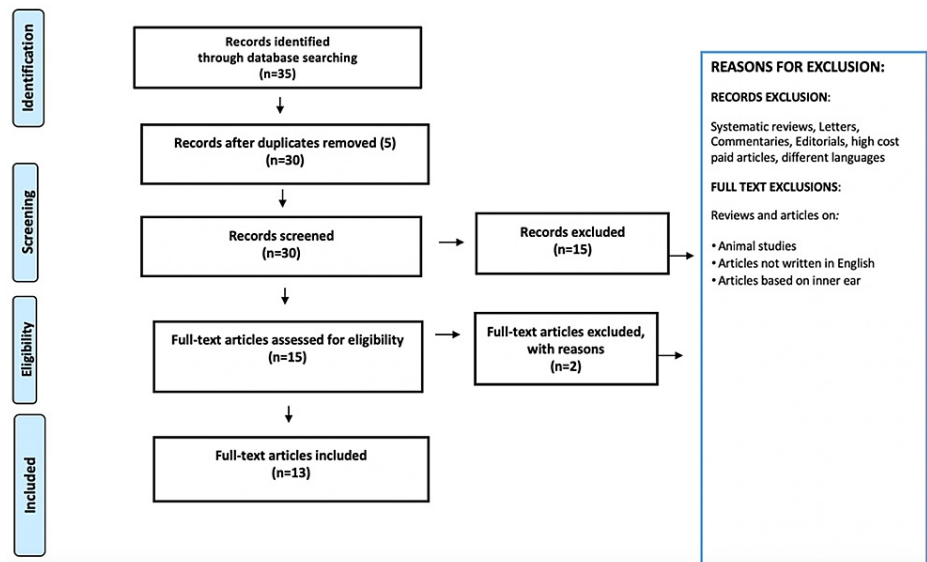 Identification
Records identified
through database searching
(n=35)
Records after duplicates removed (5)
(n=30)
Screening
Records screened
(n=30)
Records excluded
(n=15)
Eligibility
Full-text articles assessed for eligibility
(n=15)
Full-text articles excluded,
with reasons
(n=2)
Included
Full-text articles included
(n=13)
REASONS FOR EXCLUSION:
RECORDS EXCLUSION:
Systematic reviews, Letters,
Commentaries, Editorials, high cost
paid articles, different languages
FULL TEXT EXCLUSIONS:
Reviews and articles on:
• Animal studies
• Articles not written in English
• Articles based on inner ear